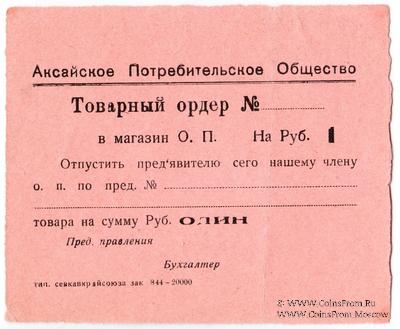 Аксайское Потребительское Общество
Товарный ордер №
в магазин О. П. На Руб. 1
Отпустить пред'явителю сего нашему члену
о. п. по пред. №
товара на сумму Руб. ОДИН
Пред. правления
Бухгалтер
тип. севкавкрайсоюза зак 844-20000
© www.CoinsFrom.Ru
www.CoinsFrom.Moscow